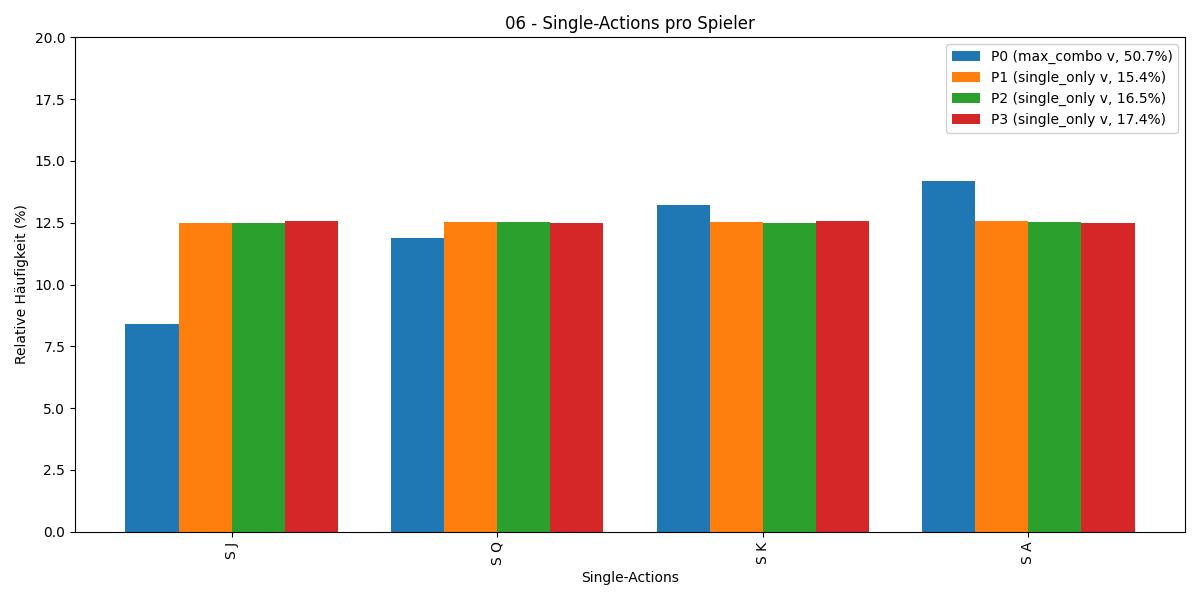 06 - Single-Actions pro Spieler
Relative Häufigkeit (%)
20.0
17.5
15.0
12.5
10.0
7.5
5.0
2.5
0.0
P0 (max_combo v, 50.7%)
P1 (single_only v, 15.4%)
P2 (single_only v, 16.5%)
P3 (single_only v, 17.4%)
S J
S Q
S K
S A
Single-Actions